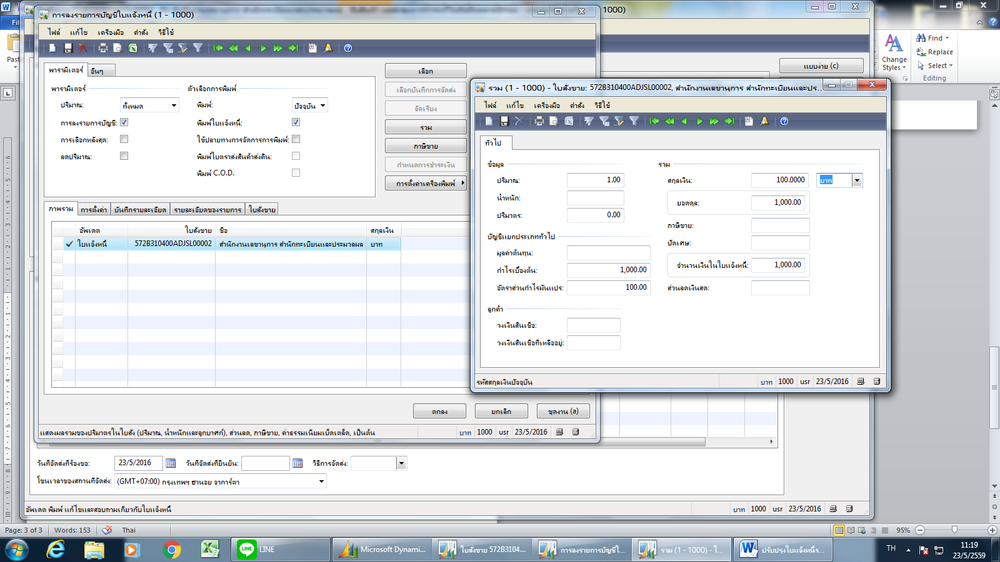 การลงรายการบัญชีใบแจ้งหนี้ (1 - 1000)
1000)
ไฟล์ แก้ไข เครื่องมือ คำสั่ง วิธีใช้
พารามิเตอร์ อื่นๆ
พารามิเตอร์
ปริมาณ: ทั้งหมด
การลงรายการบัญชี:
การเลือกหลังสุด:
ลดปริมาณ:
ตัวเลือกการพิมพ์
พิมพ์: ปัจจุบัน
พิมพ์ใบแจ้งหนี้:
ใช้ปลายทางการจัดการการพิมพ์:
พิมพ์ใบตราส่งสินค้าส่งคืน:
พิมพ์ C.O.D.
เลือก
เลือกบันทึกการจัดส่ง
จัดเรียง
รวม
ภาษีขาย
กำหนดการชำระเงิน
การตั้งค่าเครื่องพิมพ์
ภาพรวม การตั้งค่า บันทึกรายละเอียด รายละเอียดของรายการ ใบสั่งขาย
อัพเดต ใบสั่งขาย ชื่อ สกุลเงิน
ใบแจ้งหนี้ 572B310400ADJSL00002 สำนักงานเลขานุการ สำนักทะเบียนและประมวลผล บาท
ตกลง ยกเลิก ชุดงาน (a)
แสดงผลรวมของปริมาตรในใบสั่ง (ปริมาณ, น้ำหนักและลูกบาศก์), ส่วนลด, ภาษีขาย, ค่าธรรมเนียมเบ็ดเตล็ด, เป็นต้น บาท 1000 usr 23/5/2016
แบบง่าย (c)
รวม (1 - 1000) - ใบสั่งขาย: 572B310400ADJSL00002, สำนักงานเลขานุการ สำนักทะเบียนและประ...
ไฟล์ แก้ไข เครื่องมือ คำสั่ง วิธีใช้
ทั่วไป
ข้อมูล
ปริมาณ: 1.00
น้ำหนัก:
ปริมาตร: 0.00
บัญชีแยกประเภททั่วไป
มูลค่าต้นทุน:
กำไรเบื้องต้น: 1,000.00
อัตราส่วนกำไรผันแปร: 100.00
ลูกค้า
วงเงินสินเชื่อ:
วงเงินสินเชื่อที่เหลืออยู่:
รวม
สกุลเงิน: 100.0000 บาท
ยอดดุล: 1,000.00
ภาษีขาย:
ปัดเศษ:
จำนวนเงินในใบแจ้งหนี้: 1,000.00
ส่วนลดเงินสด:
รหัสสกุลเงินปัจจุบัน บาท 1000 usr 23/5/2016
วันที่จัดส่งที่ร้องขอ: 23/5/2016 วันที่จัดส่งที่ยืนยัน: วิธีการจัดส่ง:
โซนเวลาของสถานที่จัดส่ง: (GMT+07:00) กรุงเทพฯ ฮานอย จาการ์ตา
อัพเดต พิมพ์ แก้ไขและสอบถามเกี่ยวกับใบแจ้งหนี้ บาท 1000 usr 23/5/2016
Fil
Past
Change
Styles
Find
Replace
Select
Editing
Page: 3 of 3 Words: 153 Thai 95%
LINE Microsoft Dynami... ใบสั่งขาย 572B3104... การลงรายการบัญชีใ... รวม (1 - 1000) - ใ... ปรับปรุงใบแจ้งหนี้ร...
TH 11:19
23/5/2559